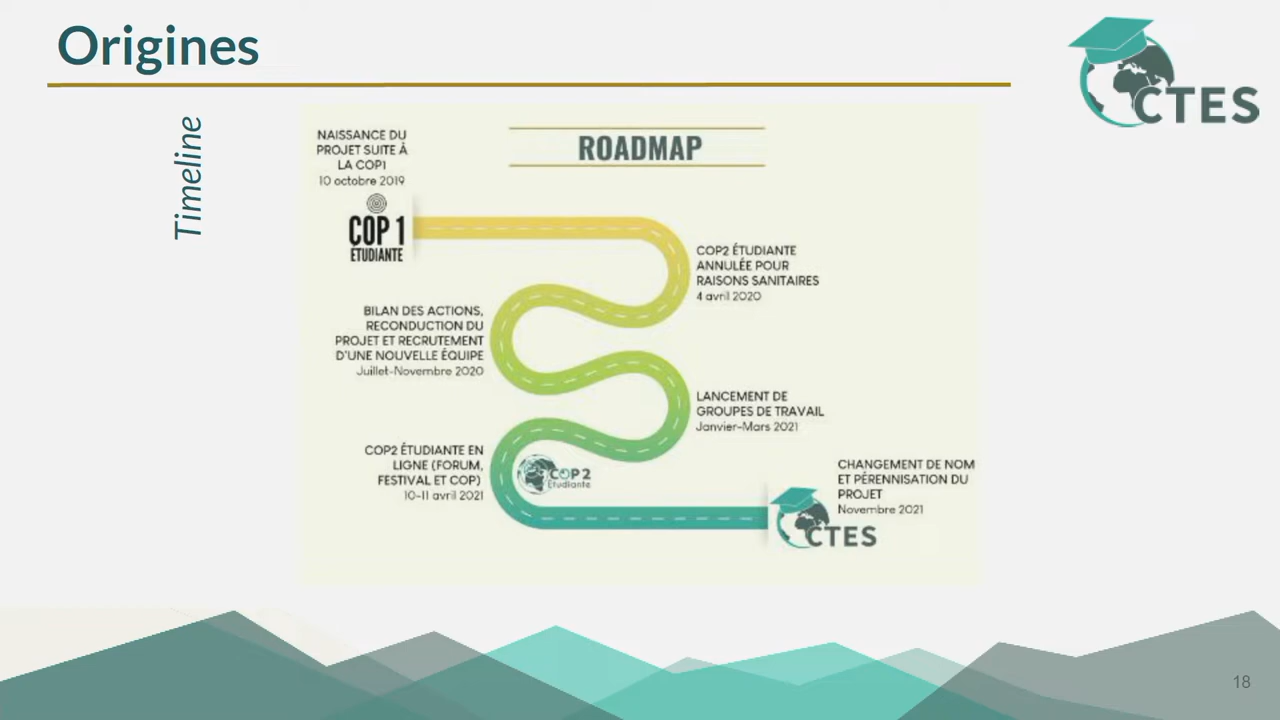 Origines
CTES
Timeline
ROADMAP
NAISSANCE DU
PROJET SUITE À
LA COP1
10 octobre 2019
COP 1
ÉTUDIANTE
COP2 ÉTUDIANTE
ANNULÉE POUR
RAISONS SANITAIRES
4 avril 2020
BILAN DES ACTIONS,
RECONDUCTION DU
PROJET ET RECRUTEMENT
D'UNE NOUVELLE ÉQUIPE
Juillet-Novembre 2020
LANCEMENT DE
GROUPES DE TRAVAIL
Janvier-Mars 2021
COP2 ÉTUDIANTE EN
LIGNE (FORUM,
FESTIVAL ET COP)
10-11 avril 2021
COP2
Étudiante
CHANGEMENT DE NOM
ET PÉRENNISATION DU
PROJET
Novembre 2021
CTES
18